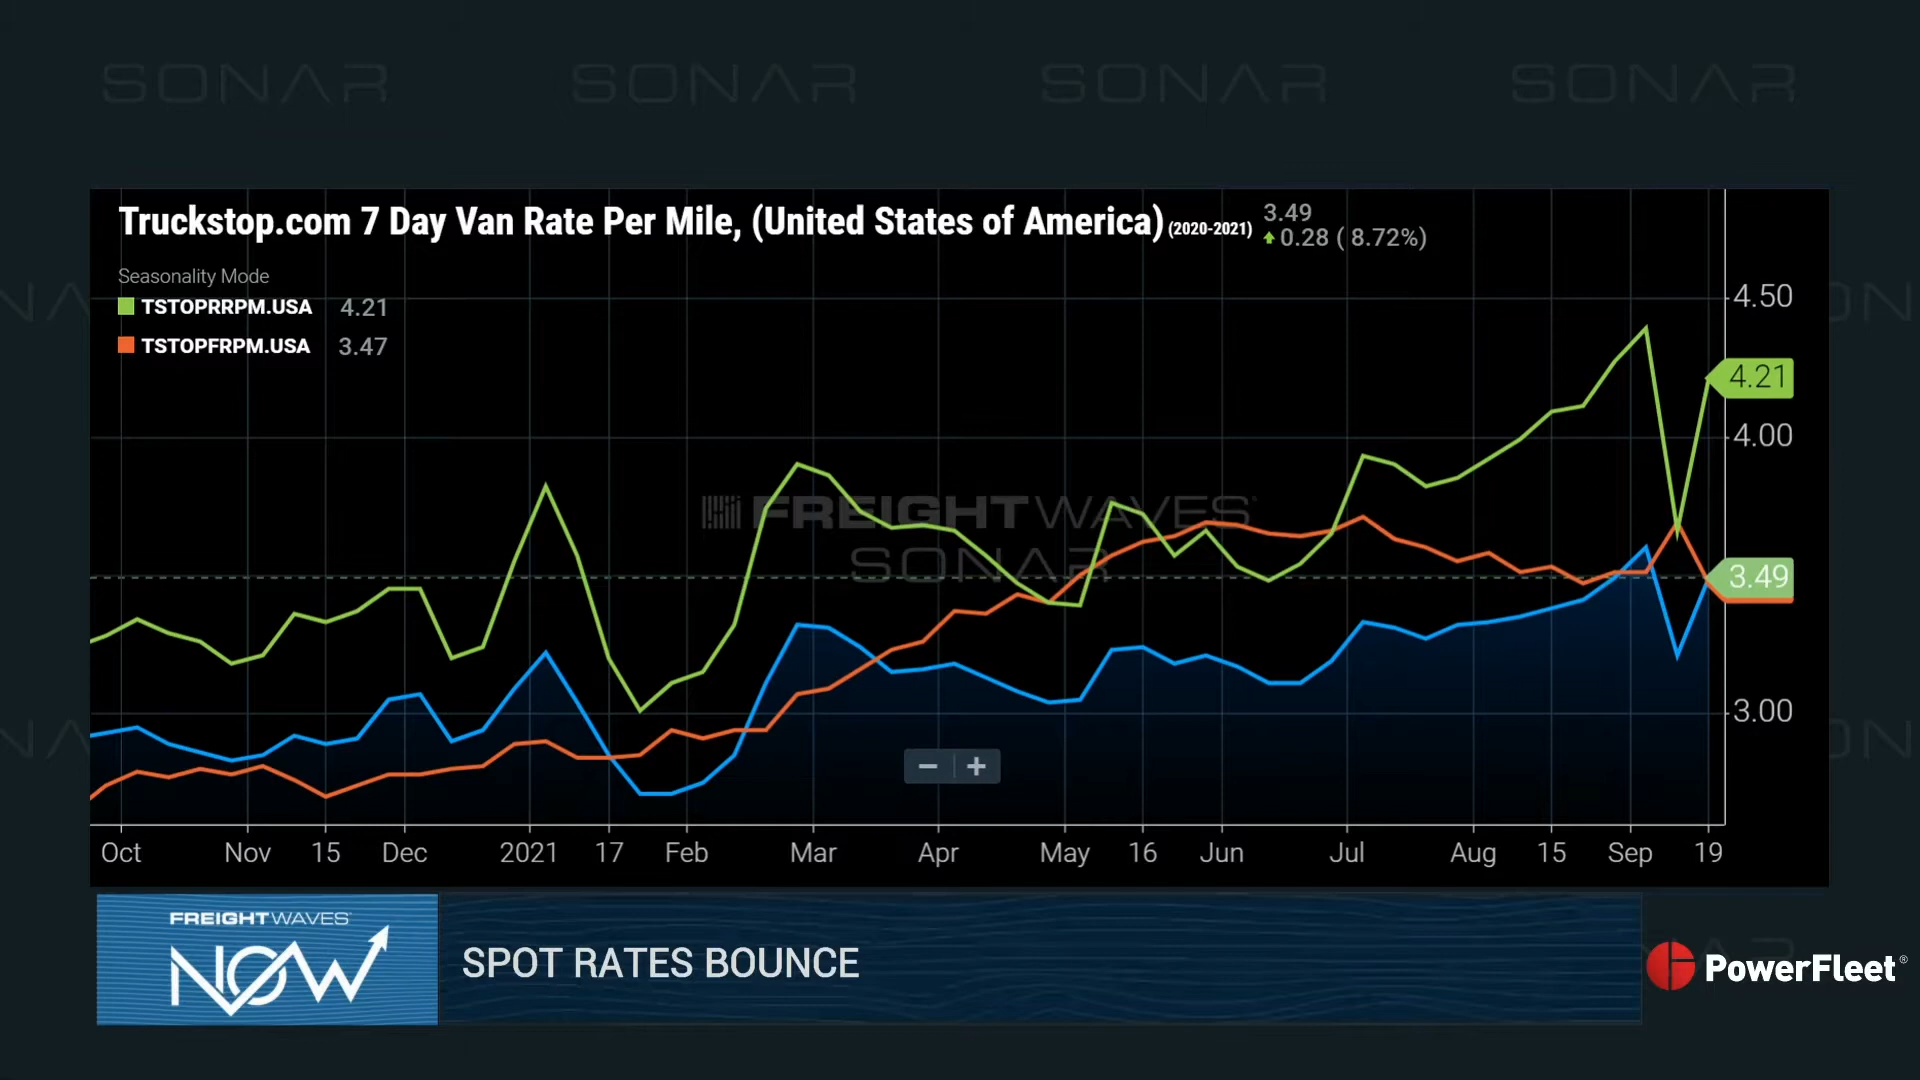 SONAR SONAR SONAR SONAR
Truckstop.com 7 Day Van Rate Per Mile, (United States of America) (2020-2021)
3.49
0.28 ( 8.72%)
Seasonality Mode
TSTOPRRPM.USA 4.21
TSTOPFRPM.USA 3.47
4.50
4.21
4.00
3.49
3.00
FREIGHTWAVES
SONAR
− +
Oct Nov 15 Dec 2021 17 Feb Mar Apr May 16 Jun Jul Aug 15 Sep 19
FREIGHTWAVES
NOW
SPOT RATES BOUNCE
PowerFleet®